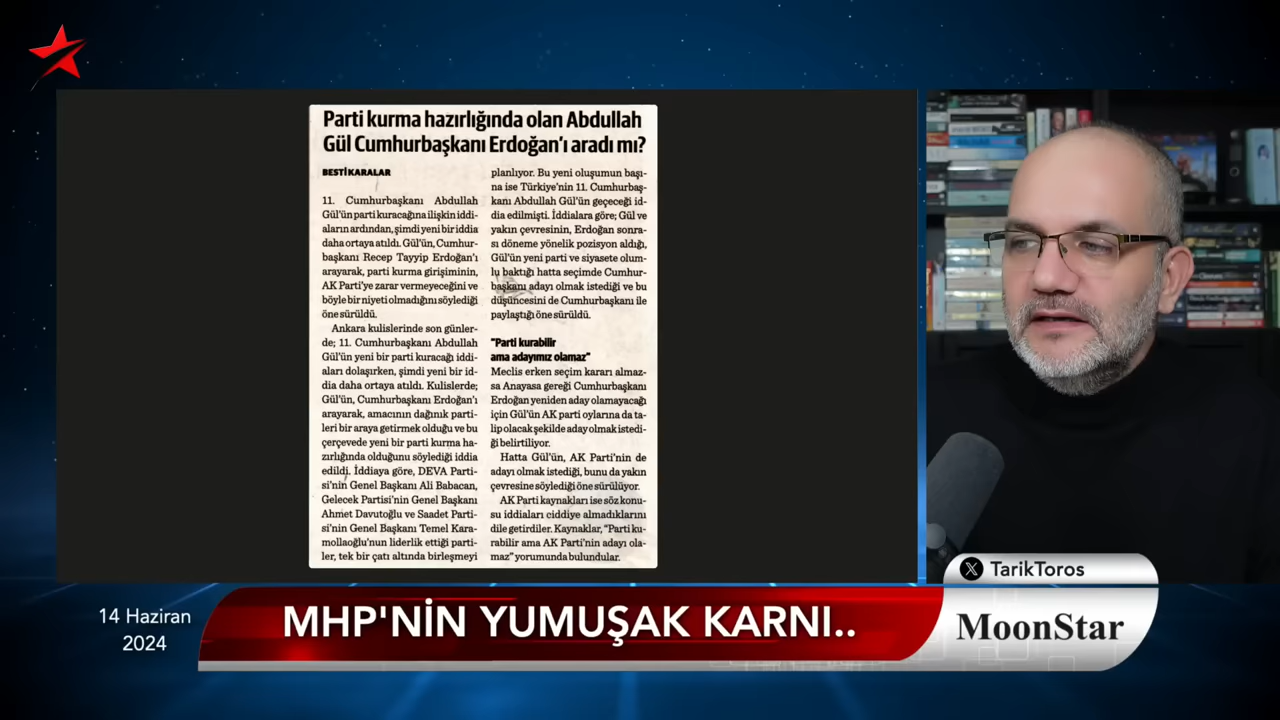 Parti kurma hazırlığında olan Abdullah
Gül Cumhurbaşkanı Erdoğan'ı aradı mı?
BESTİ KARALAR
11. Cumhurbaşkanı Abdullah
Gül'ün parti kuracağına ilişkin iddi-
aların ardından, şimdi yeni bir iddia
daha ortaya atıldı. Gül'ün, Cumhur-
başkanı Recep Tayyip Erdoğan'ı
arayarak, parti kurma girişiminin,
AK Parti'ye zarar vermeyeceğini ve
böyle bir niyeti olmadığını söylediği
öne sürüldü.
Ankara kulislerinde son günler-
de; 11. Cumhurbaşkanı Abdullah
Gül'ün yeni bir parti kuracağı iddi-
aları dolaşırken, şimdi yeni bir id-
dia daha ortaya atıldı. Kulislerde;
Gül'ün, Cumhurbaşkanı Erdoğan'ı
arayarak, amacının dağınık parti-
leri bir araya getirmek olduğu ve bu
çerçevede yeni bir parti kurma ha-
zırlığında olduğunu söylediği iddia
edildi. İddiaya göre, DEVA Parti-
si'nin Genel Başkanı Ali Babacan,
Gelecek Partisi'nin Genel Başkanı
Ahmet Davutoğlu ve Saadet Parti-
si'nin Genel Başkanı Temel Kara-
mollaoğlu'nun liderlik ettiği parti-
ler, tek bir çatı altında birleşmeyi
planlıyor. Bu yeni oluşumun başı-
na ise Türkiye'nin 11. Cumhurbaş-
kanı Abdullah Gül'ün geçeceği id-
dia edilmişti. İddialara göre; Gül ve
yakın çevresinin, Erdoğan sonra-
sı döneme yönelik pozisyon aldığı,
Gül'ün yeni parti ve siyasete olum-
lu baktığı hatta seçimde Cumhur-
başkanı adayı olmak istediği ve bu
düşüncesini de Cumhurbaşkanı ile
paylaştığı öne sürüldü.
"Parti kurabilir
ama adayımız olamaz"
Meclis erken seçim kararı almaz-
sa Anayasa gereği Cumhurbaşkanı
Erdoğan yeniden aday olamayacağı
için Gül'ün AK parti oylarına da ta-
lip olacak şekilde aday olmak istedi-
ği belirtiliyor.
Hatta Gül'ün, AK Parti'nin de
adayı olmak istediği, bunu da yakın
çevresine söylediği öne sürülüyor.
AK Parti kaynakları ise söz konu-
su iddiaları ciddiye almadıklarını
dile getirdiler. Kaynaklar, "Parti ku-
rabilir ama AK Parti'nin adayı ola-
maz" yorumunda bulundular.
TarikToros
14 Haziran
2024
MHP'NİN YUMUŞAK KARNI..
MoonStar